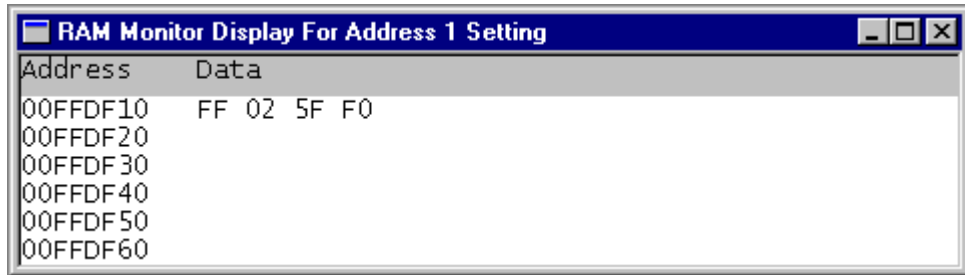 RAM Monitor Display For Address 1 Setting
Address Data
00FFDF10 FF 02 5F F0
00FFDF20
00FFDF30
00FFDF40
00FFDF50
00FFDF60